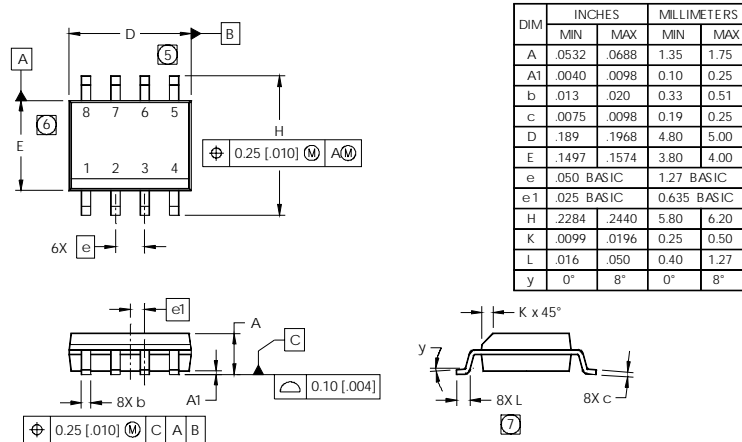 D
B
5
A
8 7 6 5
6
E
H
⌖ 0.25 [.010] Ⓜ AⓂ
1 2 3 4
6X e
e1
A
C
8X b
A1
⌓ 0.10 [.004]
⌖ 0.25 [.010] Ⓜ C A B
K x 45°
y
8X L
8X c
7
DIM INCHES MILLIMETERS
MIN MAX MIN MAX
A .0532 .0688 1.35 1.75
A1 .0040 .0098 0.10 0.25
b .013 .020 0.33 0.51
c .0075 .0098 0.19 0.25
D .189 .1968 4.80 5.00
E .1497 .1574 3.80 4.00
e .050 BASIC 1.27 BASIC
e1 .025 BASIC 0.635 BASIC
H .2284 .2440 5.80 6.20
K .0099 .0196 0.25 0.50
L .016 .050 0.40 1.27
y 0° 8° 0° 8°